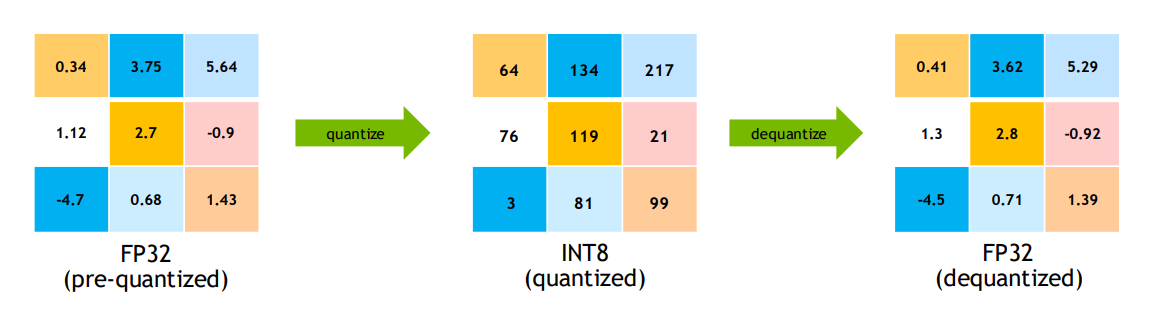 0.34 3.75 5.64
1.12 2.7 -0.9
-4.7 0.68 1.43
FP32
(pre-quantized)
quantize
64 134 217
76 119 21
3 81 99
INT8
(quantized)
dequantize
0.41 3.62 5.29
1.3 2.8 -0.92
-4.5 0.71 1.39
FP32
(dequantized)